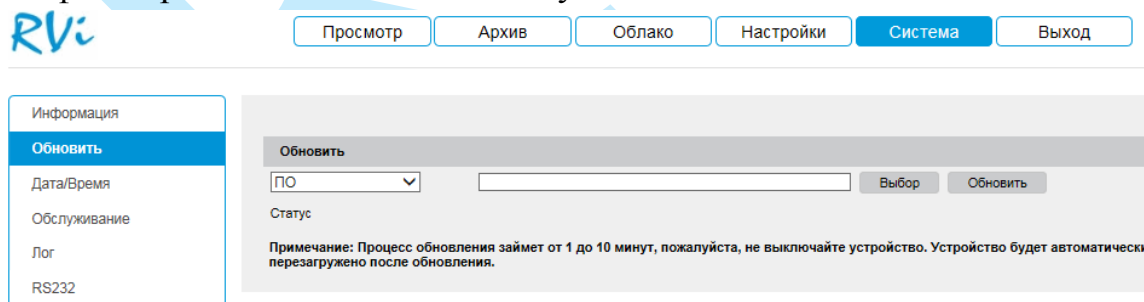 RVi
Просмотр Архив Облако Настройки Система Выход
Информация
Обновить
Дата/Время
Обслуживание
Лог
RS232
Обновить
ПО Выбор Обновить
Статус
Примечание: Процесс обновления займет от 1 до 10 минут, пожалуйста, не выключайте устройство. Устройство будет автоматически
перезагружено после обновления.